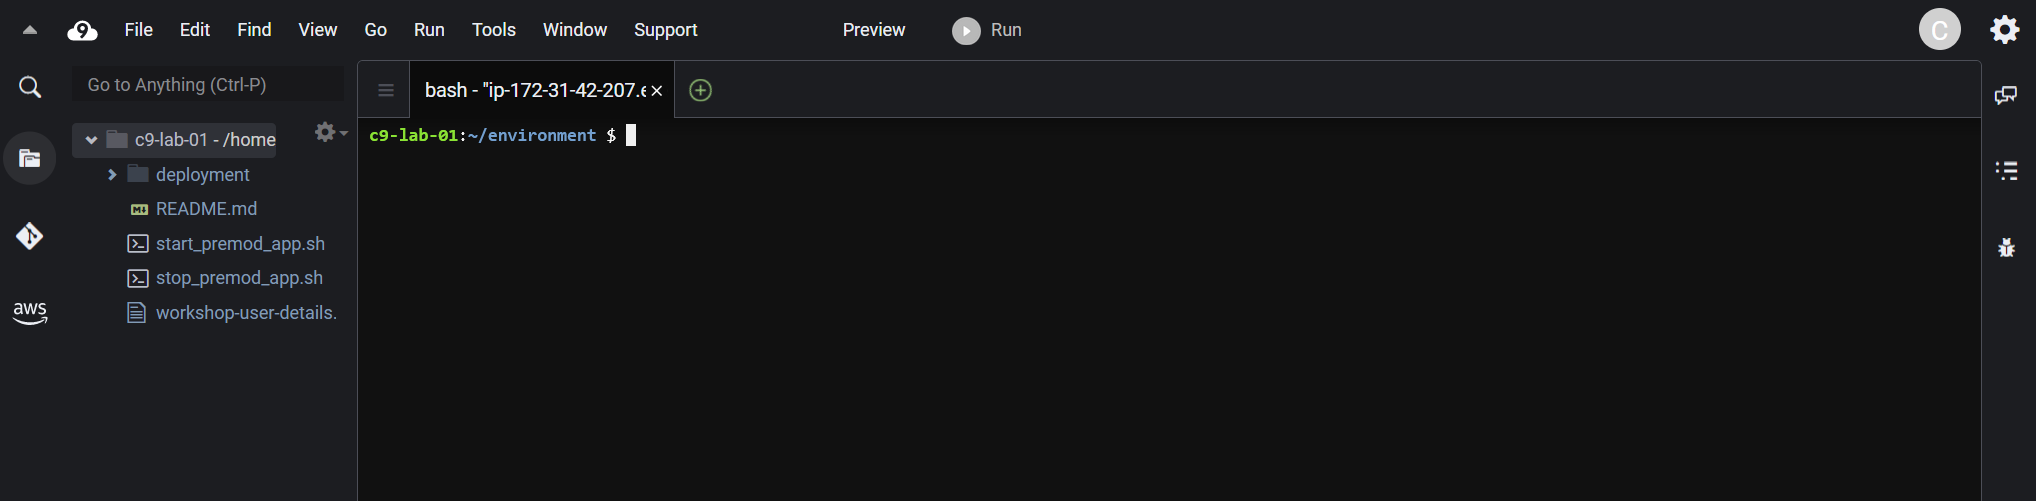 9 File Edit Find View Go Run Tools Window Support Preview Run C
Go to Anything (Ctrl-P)
bash - "ip-172-31-42-207.e
c9-lab-01 - /home
c9-lab-01:~/environment $
deployment
README.md
start_premod_app.sh
stop_premod_app.sh
workshop-user-details.
aws